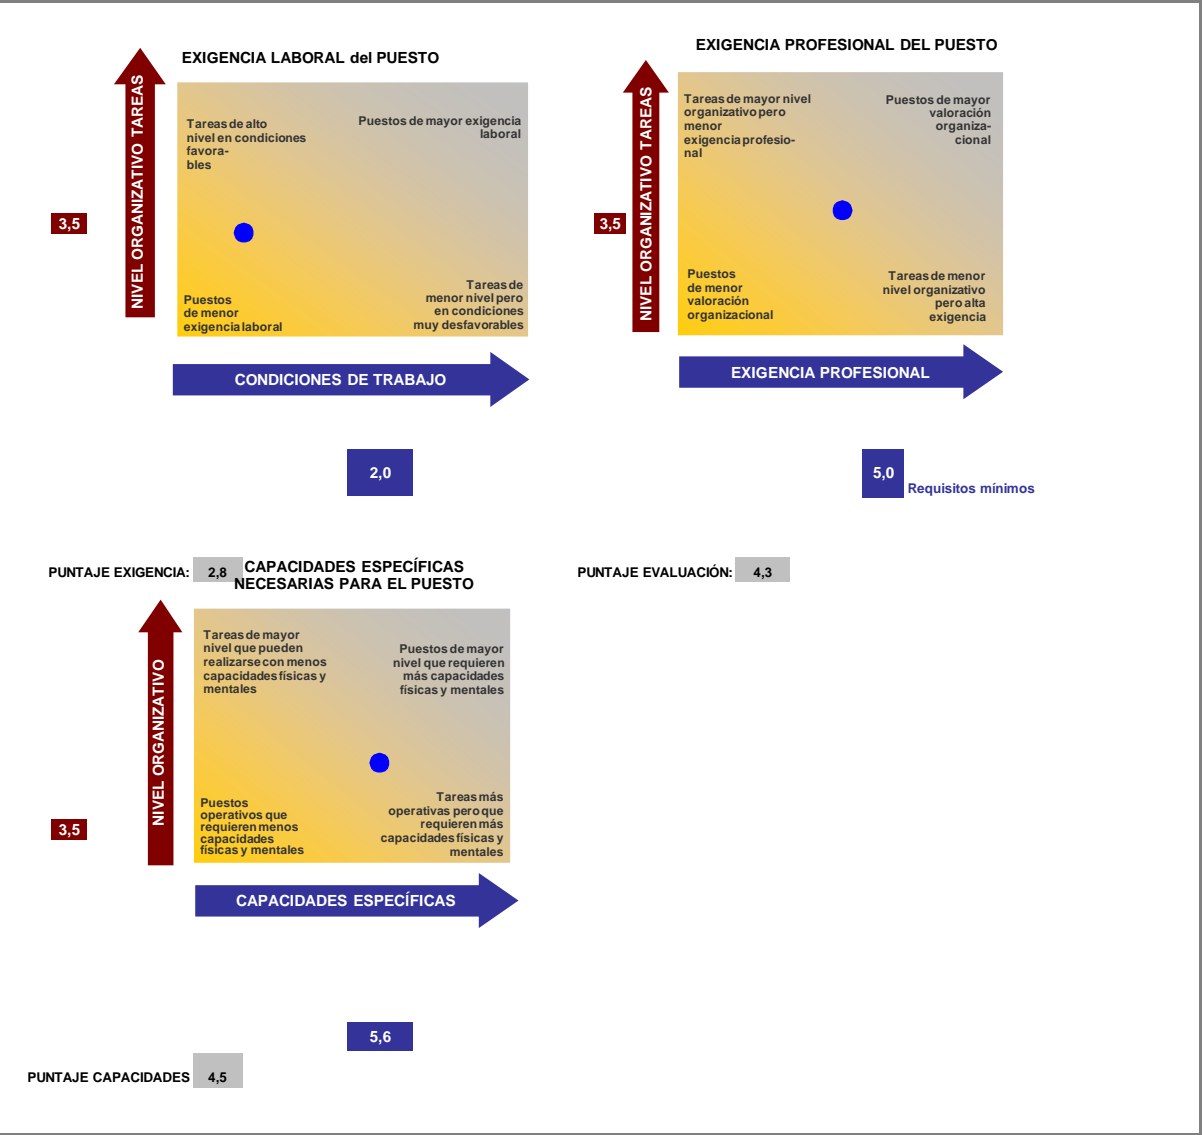 EXIGENCIA LABORAL del PUESTO
NIVEL ORGANIZATIVO TAREAS
Tareas de alto
nivel en condiciones
favora-
bles
Puestos de mayor exigencia
laboral
3,5
Puestos
de menor
exigencia laboral
Tareas de
menor nivel pero
en condiciones
muy desfavorables
CONDICIONES DE TRABAJO
2,0
PUNTAJE EXIGENCIA: 2,8
EXIGENCIA PROFESIONAL DEL PUESTO
NIVEL ORGANIZATIVO TAREAS
Tareas de mayor nivel
organizativo pero
menor
exigencia profesio-
nal
Puestos de mayor
valoración
organiza-
cional
3,5
Puestos
de menor
valoración
organizacional
Tareas de menor
nivel organizativo
pero alta
exigencia
EXIGENCIA PROFESIONAL
5,0
Requisitos mínimos
PUNTAJE EVALUACIÓN: 4,3
CAPACIDADES ESPECÍFICAS
NECESARIAS PARA EL PUESTO
NIVEL ORGANIZATIVO
Tareas de mayor
nivel que pueden
realizarse con menos
capacidades físicas y
mentales
Puestos de mayor
nivel que requieren
más capacidades
físicas y mentales
3,5
Puestos
operativos que
requieren menos
capacidades
físicas y mentales
Tareas más
operativas pero que
requieren más
capacidades físicas y
mentales
CAPACIDADES ESPECÍFICAS
5,6
PUNTAJE CAPACIDADES 4,5